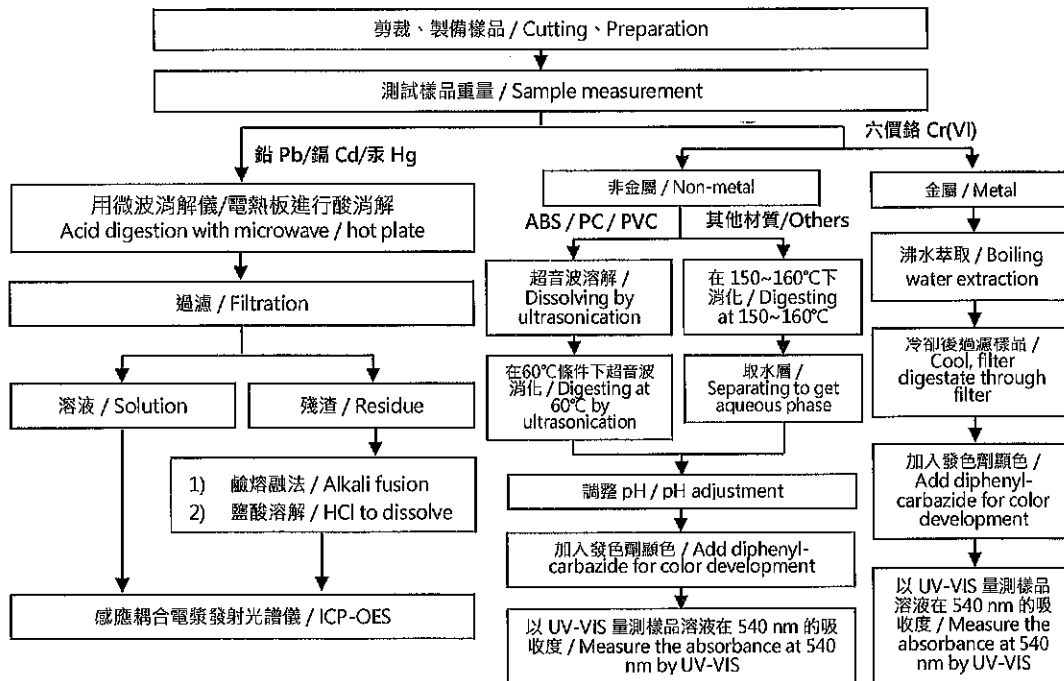 剪裁、製備樣品 / Cutting、Preparation
測試樣品重量 / Sample measurement
鉛 Pb/鎘 Cd/汞 Hg
六價鉻 Cr(VI)
用微波消解儀/電熱板進行酸消解
Acid digestion with microwave / hot plate
過濾 / Filtration
溶液 / Solution
殘渣 / Residue
1) 鹼熔融法 / Alkali fusion
2) 鹽酸溶解 / HCl to dissolve
感應耦合電漿發射光譜儀 / ICP-OES
非金屬 / Non-metal
ABS / PC / PVC
其他材質/Others
超音波溶解 /
Dissolving by
ultrasonication
在60℃條件下超音波
消化 / Digesting at
60℃ by
ultrasonication
在 150~160℃下
消化 / Digesting
at 150~160℃
取水層 /
Separating to get
aqueous phase
調整 pH / pH adjustment
加入發色劑顯色 / Add diphenyl-
carbazide for color development
以 UV-VIS 量測樣品溶液在 540 nm 的吸
收度 / Measure the absorbance at 540
nm by UV-VIS
金屬 / Metal
沸水萃取 / Boiling
water extraction
冷卻後過濾樣品 /
Cool, filter
digestate through
filter
加入發色劑顯色 /
Add diphenyl-
carbazide for color
development
以 UV-VIS 量測樣品
溶液在 540 nm 的吸
收度 / Measure the
absorbance at 540
nm by UV-VIS